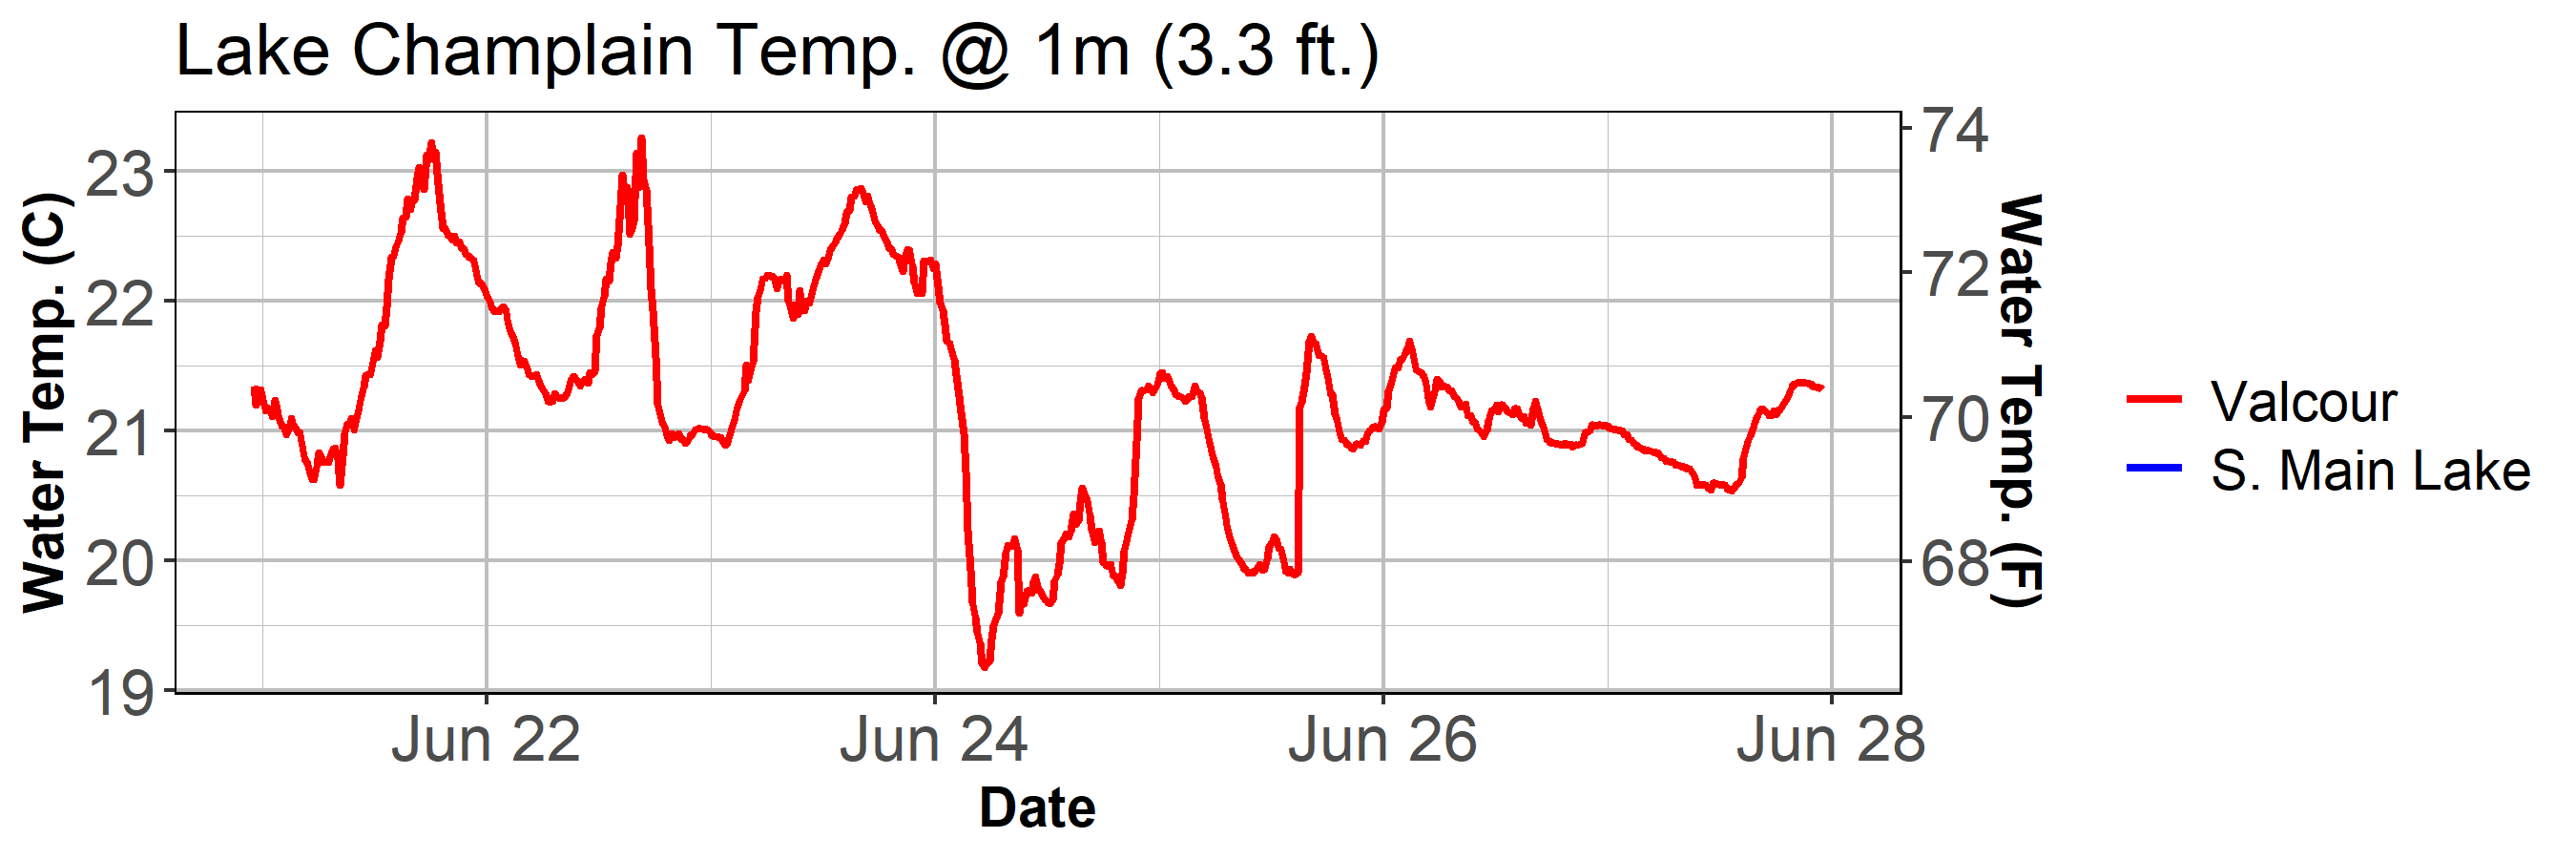 Lake Champlain Temp. @ 1m (3.3 ft.)
Water Temp. (C)
23
22
21
20
19
74
72
70
68
Water Temp. (F)
Jun 22
Jun 24
Jun 26
Jun 28
Date
Valcour
S. Main Lake